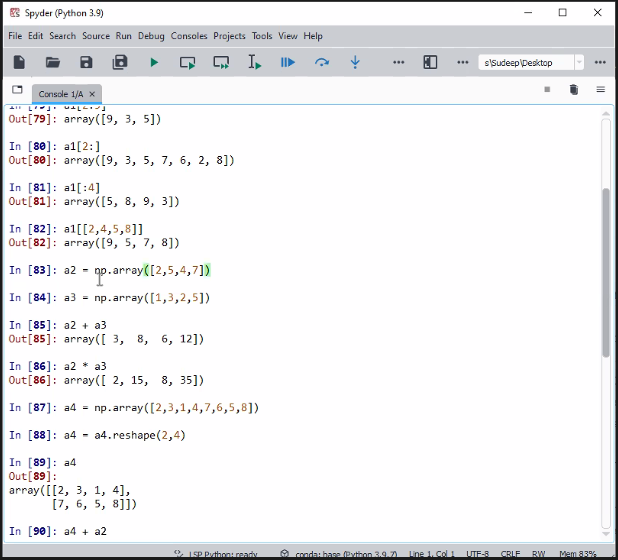 Spyder (Python 3.9)
File Edit Search Source Run Debug Consoles Projects Tools View Help
s\Sudeep\Desktop
Console 1/A
In [79]: a1[2:5]
Out[79]: array([9, 3, 5])
In [80]: a1[2:]
Out[80]: array([9, 3, 5, 7, 6, 2, 8])
In [81]: a1[:4]
Out[81]: array([5, 8, 9, 3])
In [82]: a1[[2,4,5,8]]
Out[82]: array([9, 5, 7, 8])
In [83]: a2 = np.array([2,5,4,7])
In [84]: a3 = np.array([1,3,2,5])
In [85]: a2 + a3
Out[85]: array([ 3,  8,  6, 12])
In [86]: a2 * a3
Out[86]: array([ 2, 15,  8, 35])
In [87]: a4 = np.array([2,3,1,4,7,6,5,8])
In [88]: a4 = a4.reshape(2,4)
In [89]: a4
Out[89]:
array([[2, 3, 1, 4],
       [7, 6, 5, 8]])
In [90]: a4 + a2
LSP Python: ready conda: base (Python 3.9.7) Line 1, Col 1 UTF-8 CRLF RW Mem 83%